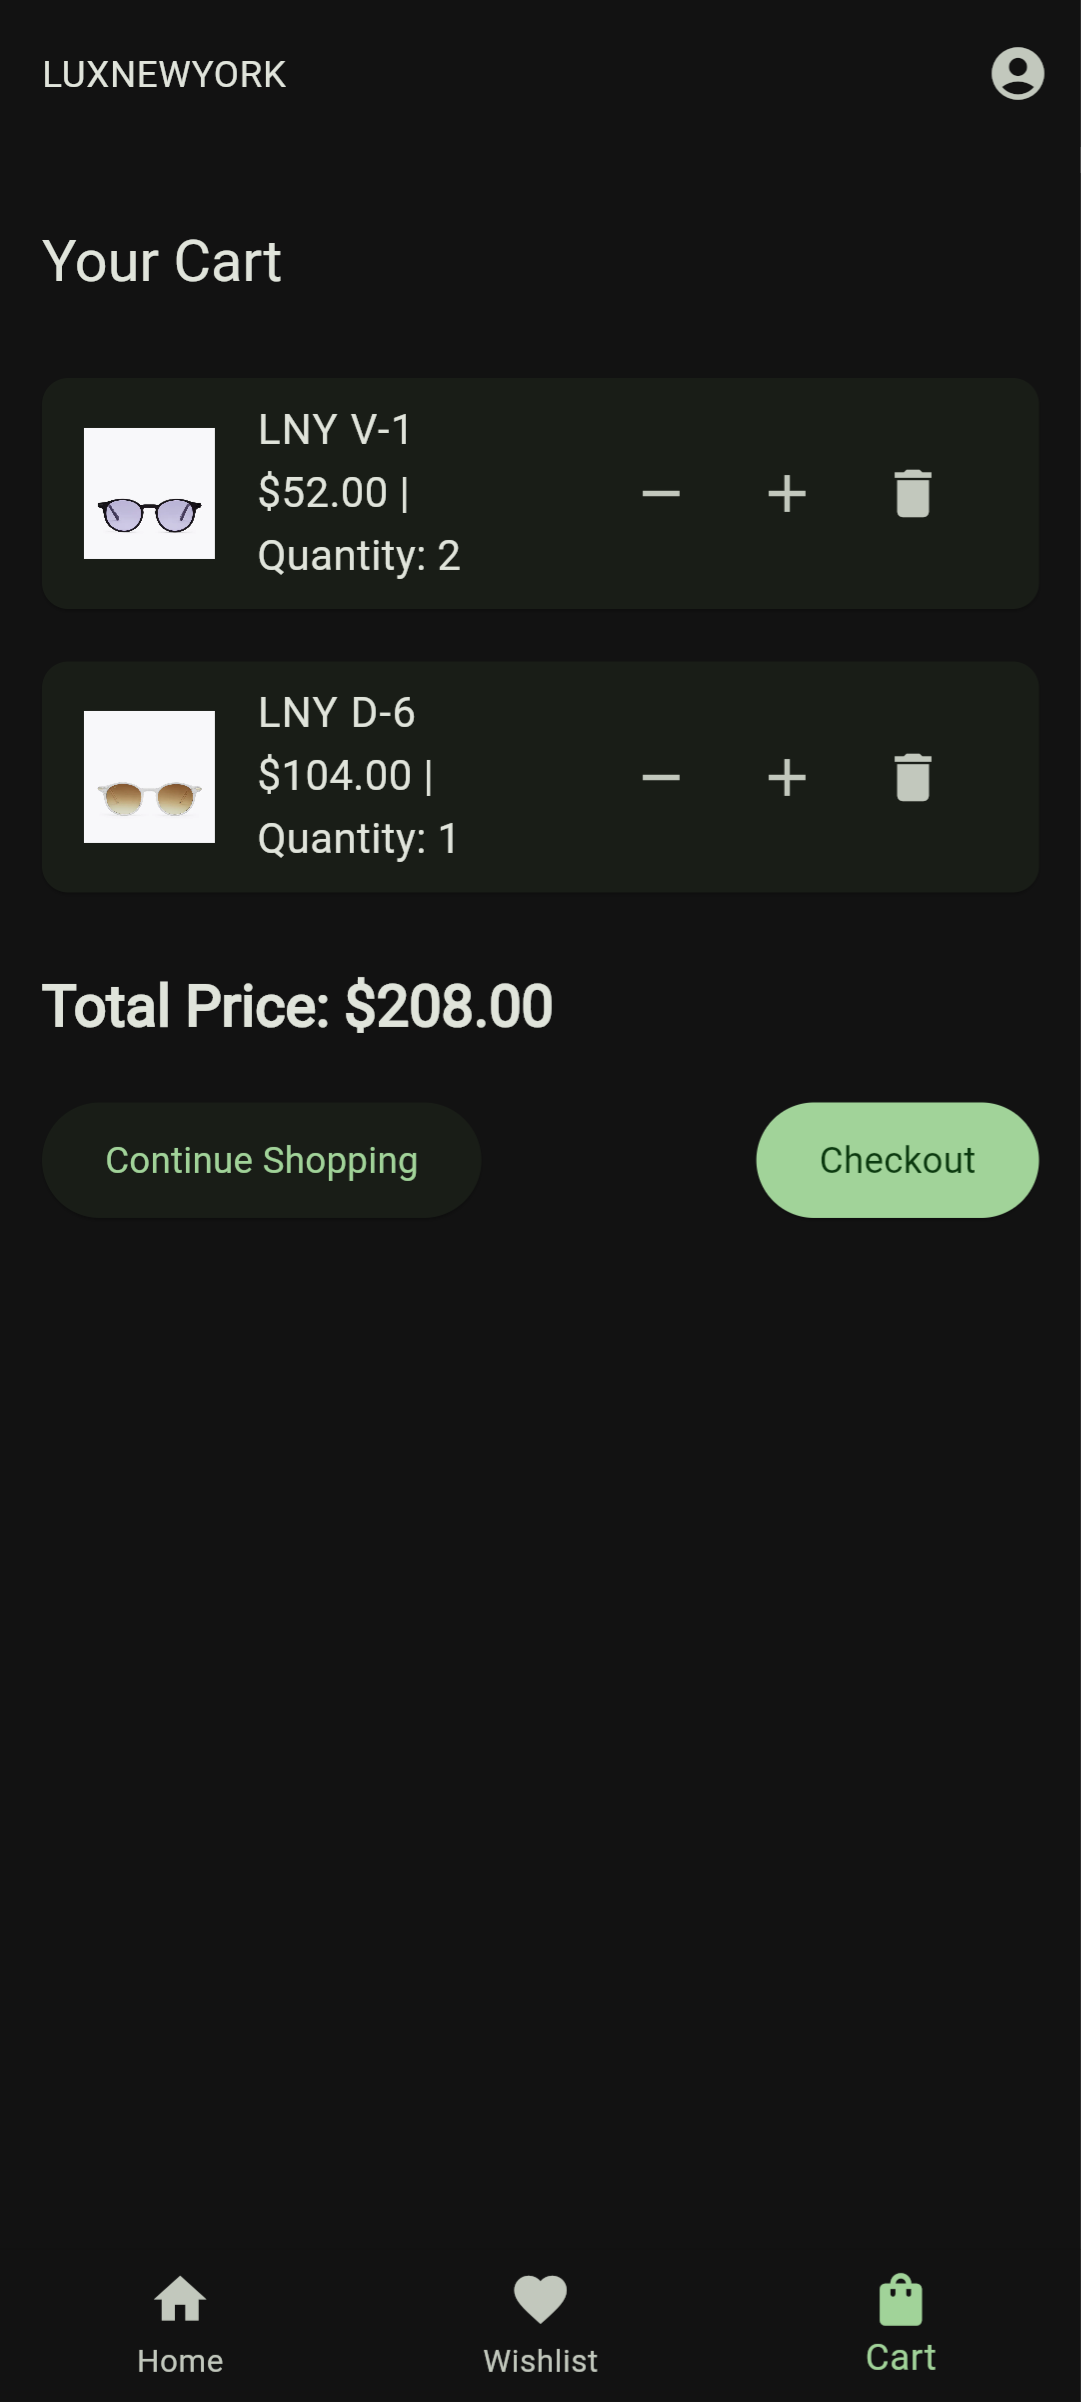 LUXNEWYORK
Your Cart
LNY V-1
$52.00 |
Quantity: 2
LNY D-6
$104.00 |
Quantity: 1
Total Price: $208.00
Continue Shopping
Checkout
Home
Wishlist
Cart